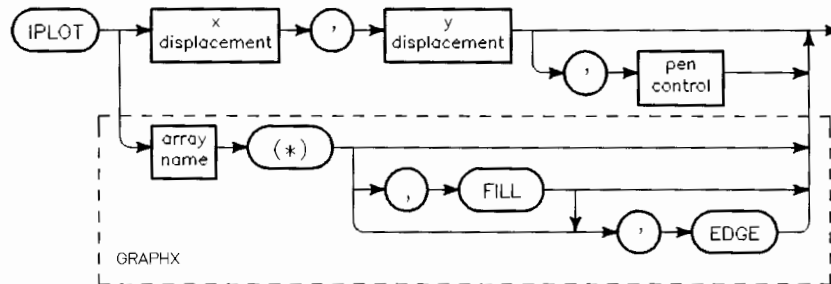 IPLOT
x
displacement
,
y
displacement
,
pen
control
array
name
(*)
,
FILL
,
EDGE
GRAPHX